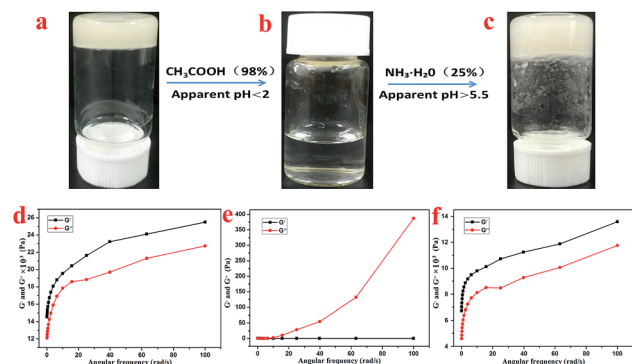 a
b
c
CH₃COOH（98%）
Apparent pH<2
NH₃·H₂0（25%）
Apparent pH>5.5
d
G'
G''
G' and G'' ×10³ (Pa)
26
24
22
20
18
16
14
12
0 20 40 60 80 100
Angular frequency (rad/s)
e
G'
G''
G' and G'' (Pa)
400
350
300
250
200
150
100
50
0
0 20 40 60 80 100
Angular frequency (rad/s)
f
G'
G''
G' and G'' ×10³ (Pa)
14
12
10
8
6
4
0 20 40 60 80 100
Angular frequency (rad/s)